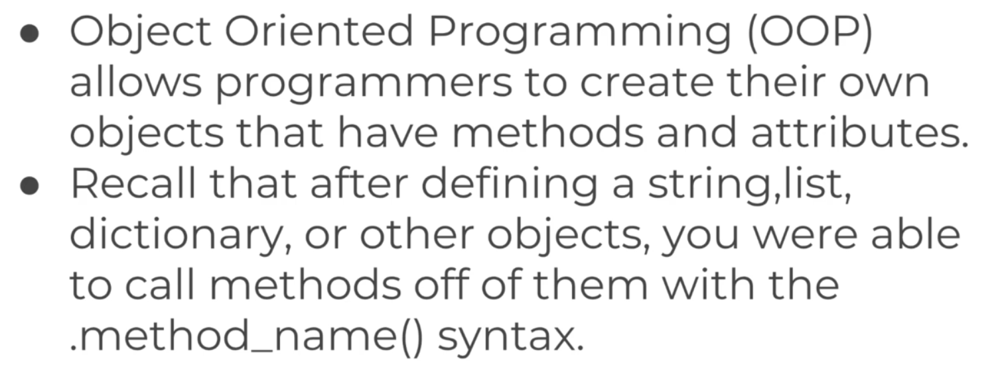 ● Object Oriented Programming (OOP)
allows programmers to create their own
objects that have methods and attributes.
● Recall that after defining a string,list,
dictionary, or other objects, you were able
to call methods off of them with the
.method_name() syntax.